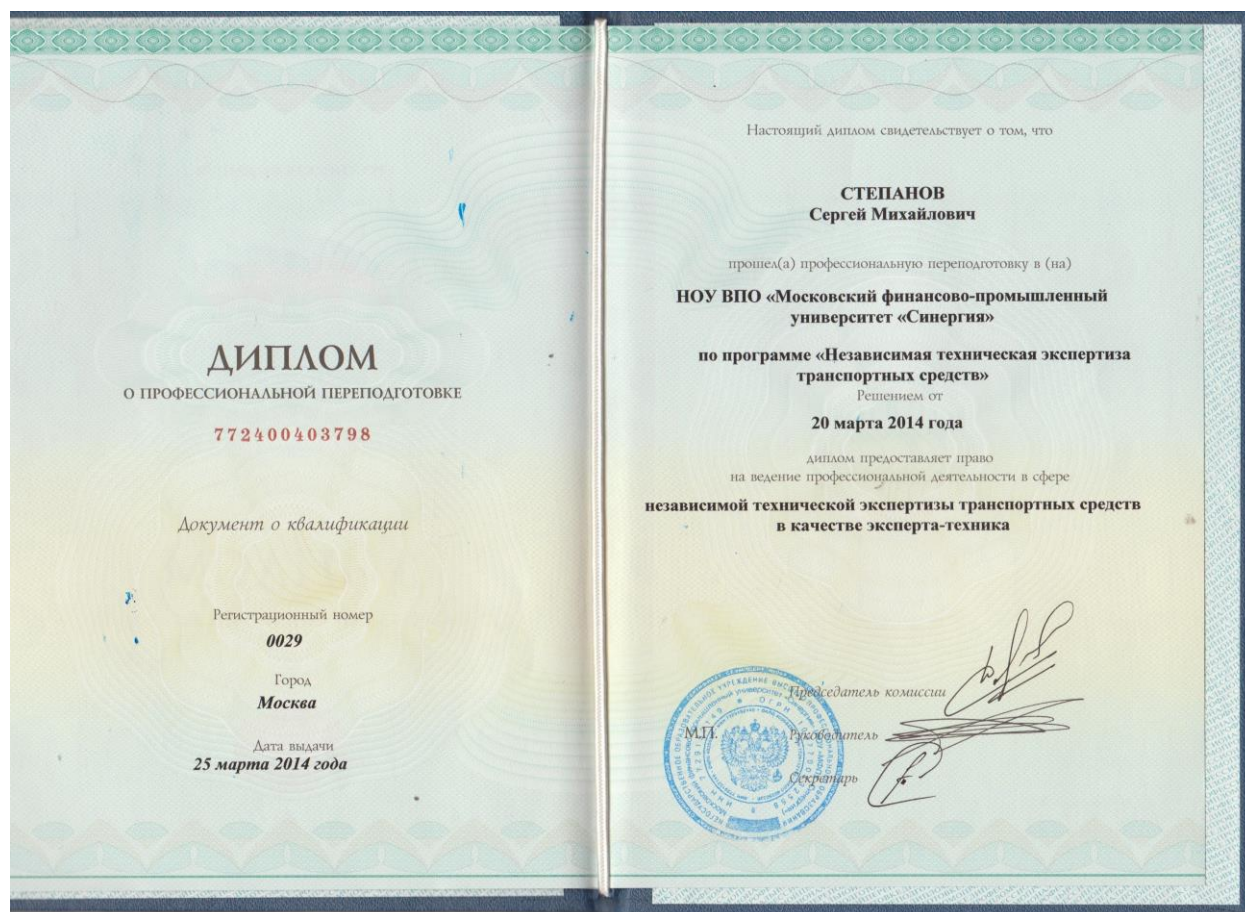 ДИПЛОМ
О ПРОФЕССИОНАЛЬНОЙ ПЕРЕПОДГОТОВКЕ
772400403798
Документ о квалификации
Регистрационный номер
0029
Город
Москва
Дата выдачи
25 марта 2014 года
Настоящий диплом свидетельствует о том, что
СТЕПАНОВ
Сергей Михайлович
прошел(а) профессиональную переподготовку в (на)
НОУ ВПО «Московский финансово-промышленный
университет «Синергия»
по программе «Независимая техническая экспертиза
транспортных средств»
Решением от
20 марта 2014 года
диплом предоставляет право
на ведение профессиональной деятельности в сфере
независимой технической экспертизы транспортных средств
в качестве эксперта-техника
Председатель комиссии
М.П.
Руководитель
Секретарь